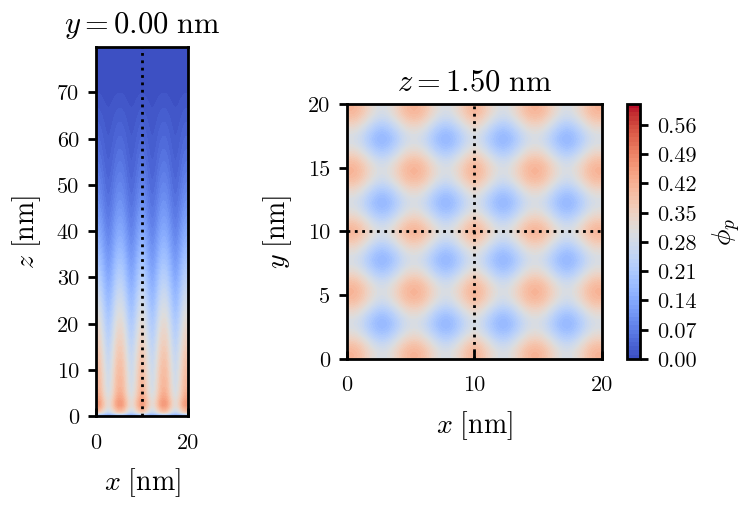 y = 0.00 nm
z [nm]
70
60
50
40
30
20
10
0
0 20
x [nm]
z = 1.50 nm
y [nm]
20
15
10
5
0
0 10 20
x [nm]
0.56
0.49
0.42
0.35
0.28
0.21
0.14
0.07
0.00
ϕp